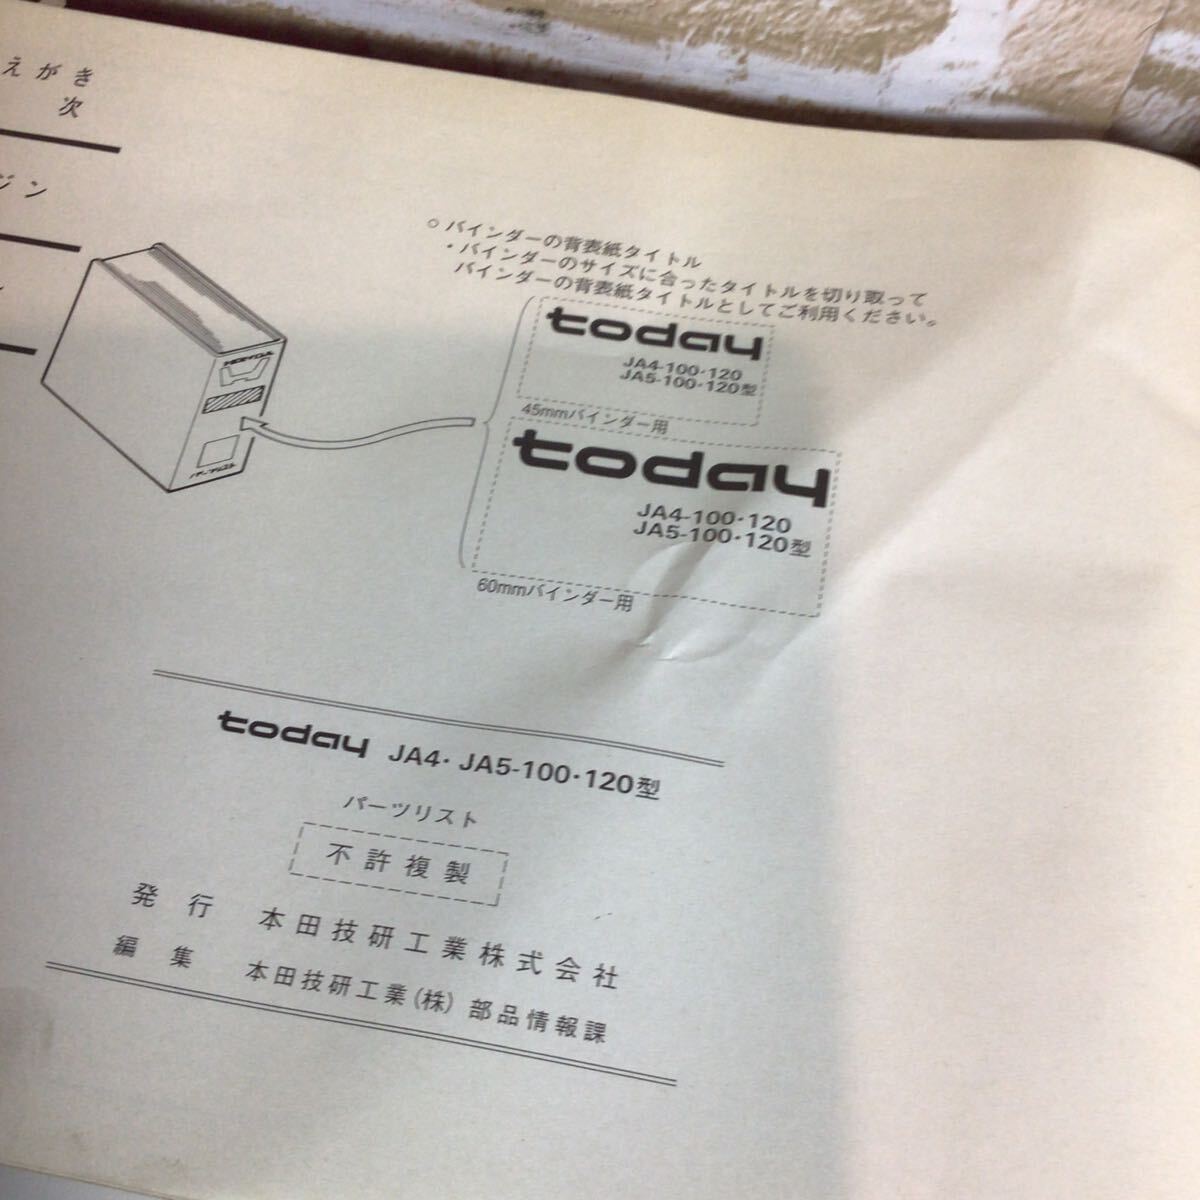 えがき
次
ジン
○ バインダーの背表紙タイトル
・バインダーのサイズに合ったタイトルを切り取って
バインダーの背表紙タイトルとしてご利用ください。
today
JA4-100・120
JA5-100・120型
45mmバインダー用
today
JA4-100・120
JA5-100・120型
60mmバインダー用
HONDA
パーツリスト
today JA4・JA5-100・120型
パーツリスト
不許複製
発行 本田技研工業株式会社
編集 本田技研工業(株)部品情報課